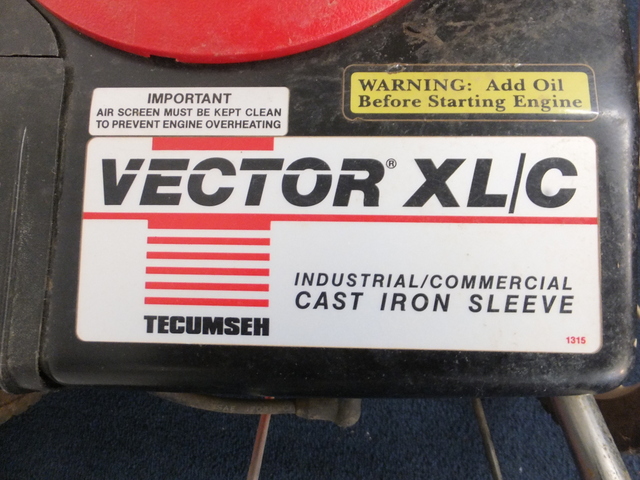 IMPORTANT
AIR SCREEN MUST BE KEPT CLEAN
TO PREVENT ENGINE OVERHEATING
WARNING: Add Oil
Before Starting Engine
VECTOR® XL/C
INDUSTRIAL/COMMERCIAL
CAST IRON SLEEVE
TECUMSEH
1315